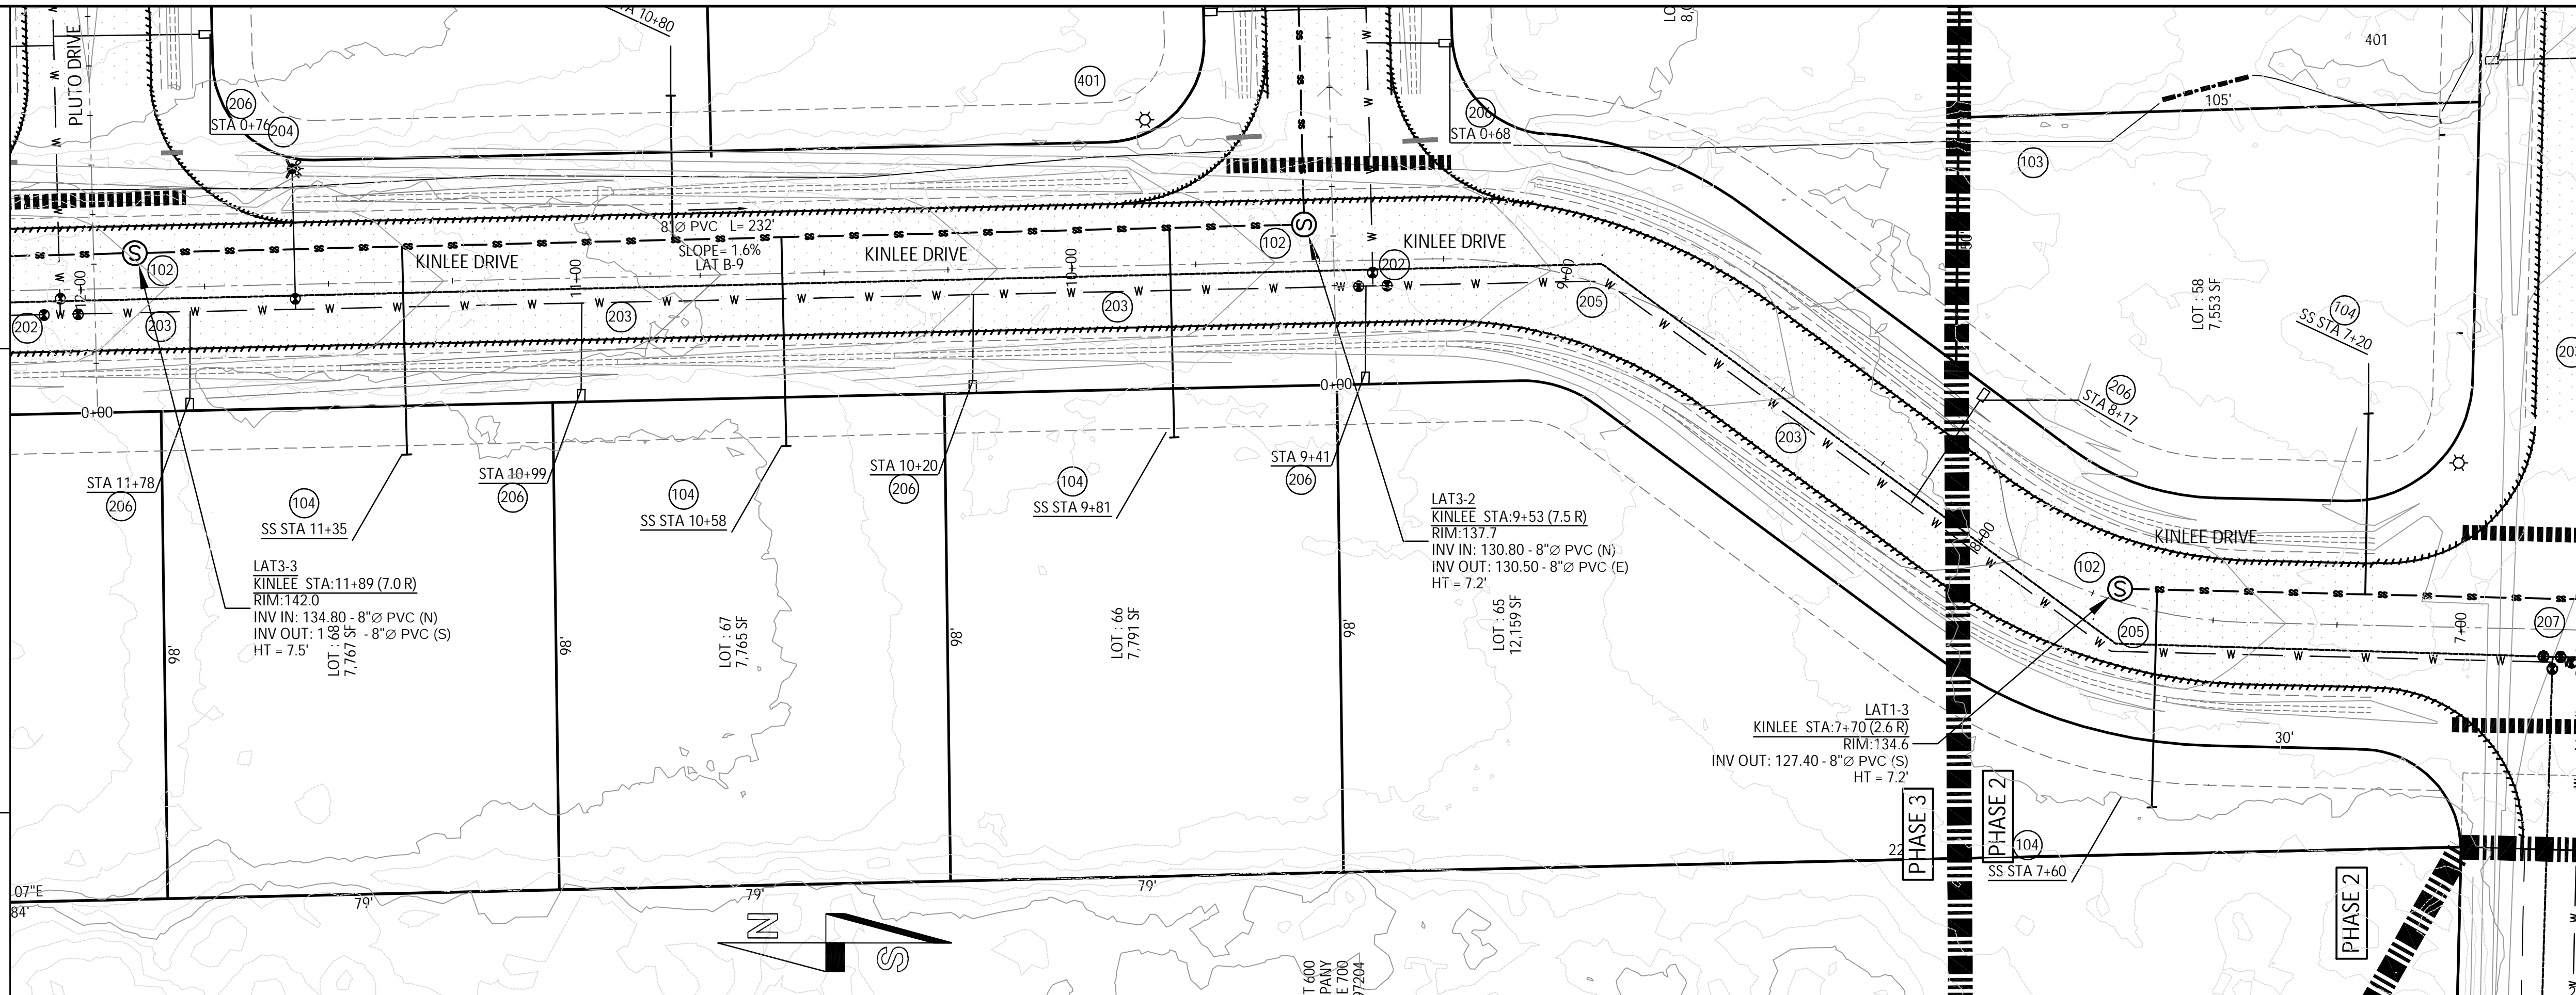 PLUTO DRIVE
206
STA 0+76
204
TA 10+80
401
206
STA 0+68
401
105'
103
8"Ø PVC L= 232'
SLOPE= 1.6%
LAT B-9
KINLEE DRIVE
KINLEE DRIVE
KINLEE DRIVE
KINLEE DRIVE
102
102
102
12+00
11+00
10+00
9+00
8+00
7+00
202
203
203
203
202
205
203
205
207
LOT : 58
7,553 SF
104
SS STA 7+20
206
STA 8+17
0+00
0+00
STA 11+78
206
104
SS STA 11+35
STA 10+99
206
104
SS STA 10+58
STA 10+20
206
104
SS STA 9+81
STA 9+41
206
LAT3-2
KINLEE STA:9+53 (7.5 R)
RIM:137.7
INV IN: 130.80 - 8"Ø PVC (N)
INV OUT: 130.50 - 8"Ø PVC (E)
HT = 7.2'
LAT3-3
KINLEE STA:11+89 (7.0 R)
RIM:142.0
INV IN: 134.80 - 8"Ø PVC (N)
INV OUT: - 8"Ø PVC (S)
HT = 7.5'
LOT : 68
7,767 SF
LOT : 67
7,765 SF
LOT : 66
7,791 SF
LOT : 65
12,159 SF
98'
98'
98'
98'
LAT1-3
KINLEE STA:7+70 (2.6 R)
RIM:134.6
INV OUT: 127.40 - 8"Ø PVC (S)
HT = 7.2'
30'
PHASE 3
PHASE 2
104
SS STA 7+60
PHASE 2
22
07"E
84'
79'
79'
79'
N
S
T 600
PANY
E 700
97204